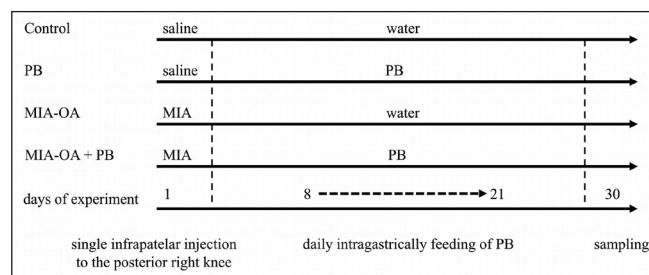 Control saline water
PB saline PB
MIA-OA MIA water
MIA-OA + PB MIA PB
days of experiment 1 8 21 30
single infrapatelar injection daily intragastrically feeding of PB sampling
to the posterior right knee